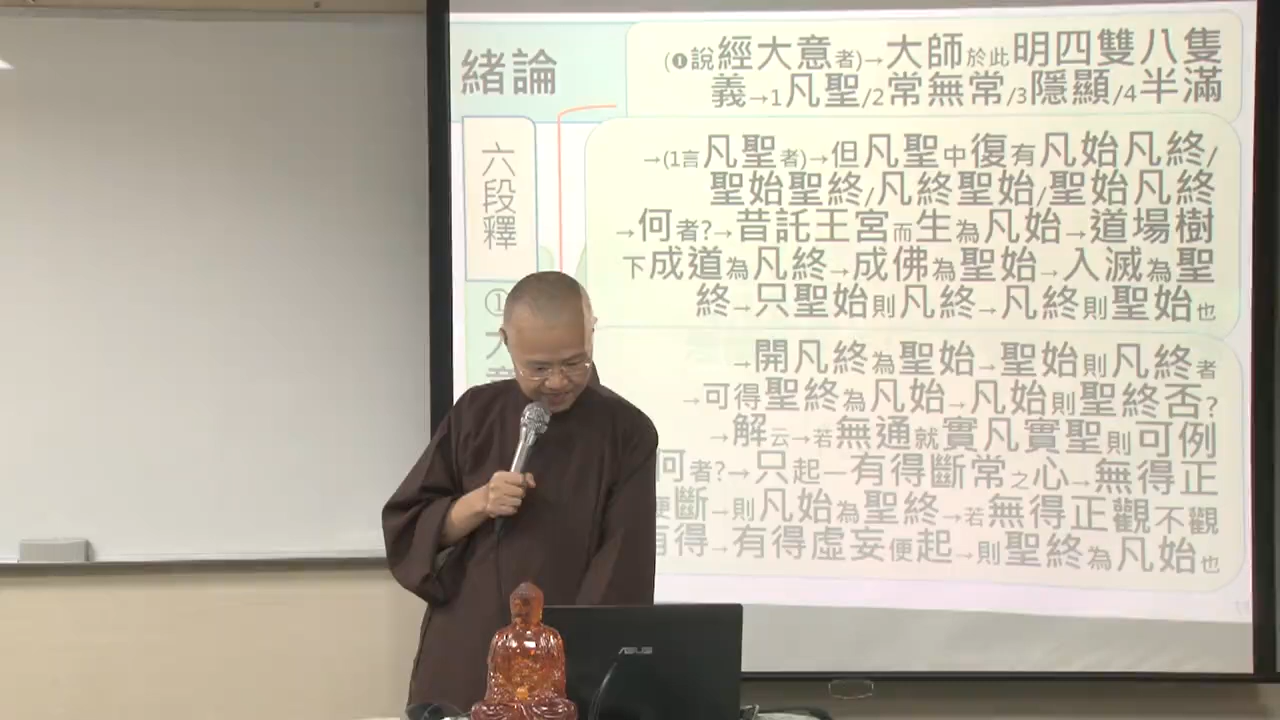 緒論
(❶說經大意者)→大師於此明四雙八隻
義→1凡聖/2常無常/3隱顯/4半滿
六段釋
→(1言凡聖者)→但凡聖中復有凡始凡終/
聖始聖終/凡終聖始/聖始凡終
→何者?→昔託王宮而生為凡始→道場樹
下成道為凡終→成佛為聖始→入滅為聖
終→只聖始則凡終→凡終則聖始也
①
→開凡終為聖始→聖始則凡終者
→可得聖終為凡始→凡始則聖終否?
→解云→若無通就實凡實聖則可例
何者?→只起一有得斷常之心→無得正
便斷→則凡始為聖終→若無得正觀不觀
有得→有得虛妄便起→則聖終為凡始也
ASUS